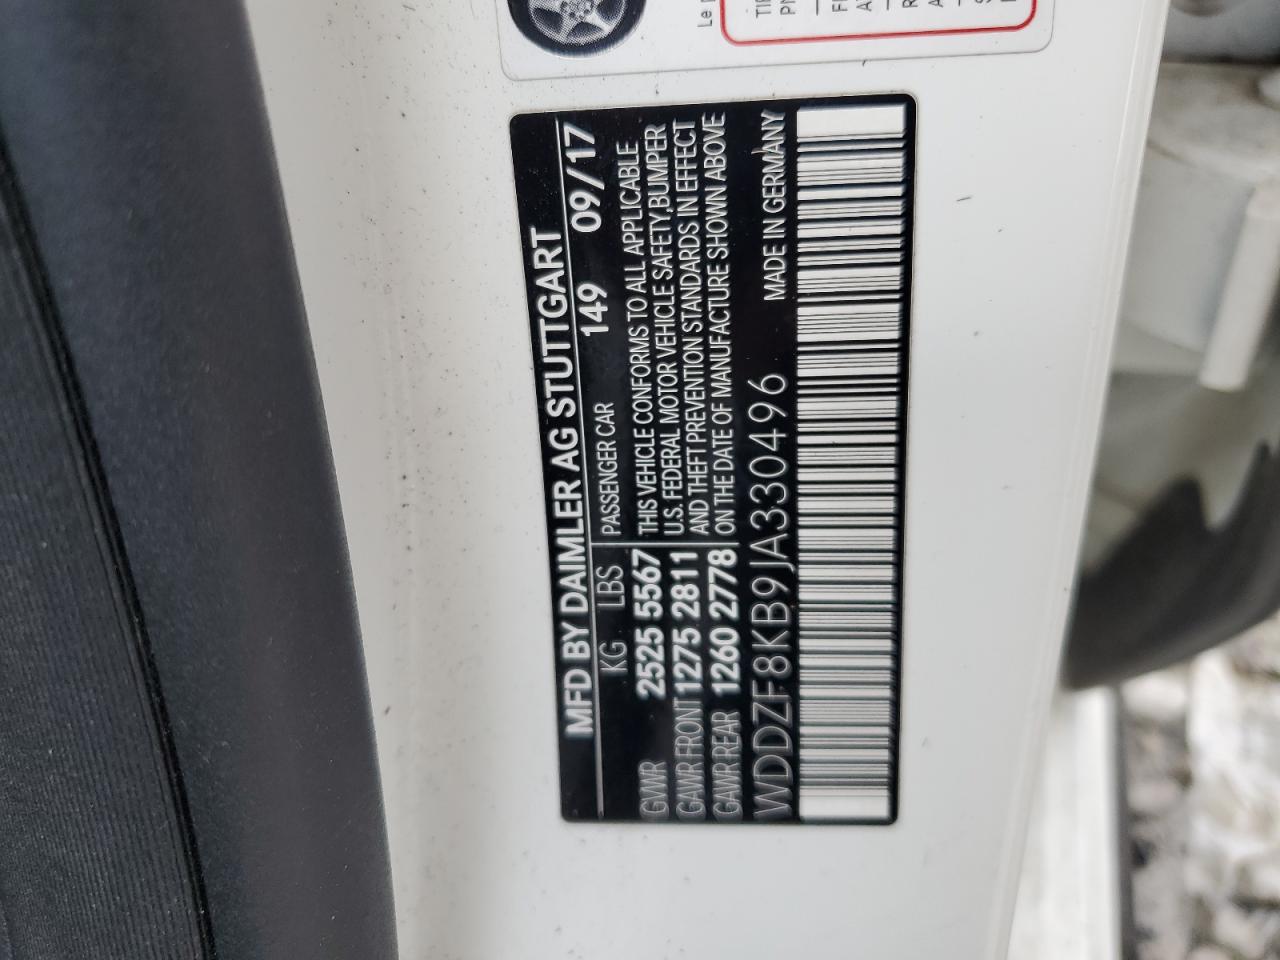 MFD BY DAIMLER AG STUTTGART
KG LBS PASSENGER CAR 149 09/17
GVWR 2525 5567
GAWR FRONT 1275 2811
GAWR REAR 1260 2778
THIS VEHICLE CONFORMS TO ALL APPLICABLE
U.S. FEDERAL MOTOR VEHICLE SAFETY,BUMPER
AND THEFT PREVENTION STANDARDS IN EFFECT
ON THE DATE OF MANUFACTURE SHOWN ABOVE
WDDZF8KB9JA330496 MADE IN GERMANY
Le